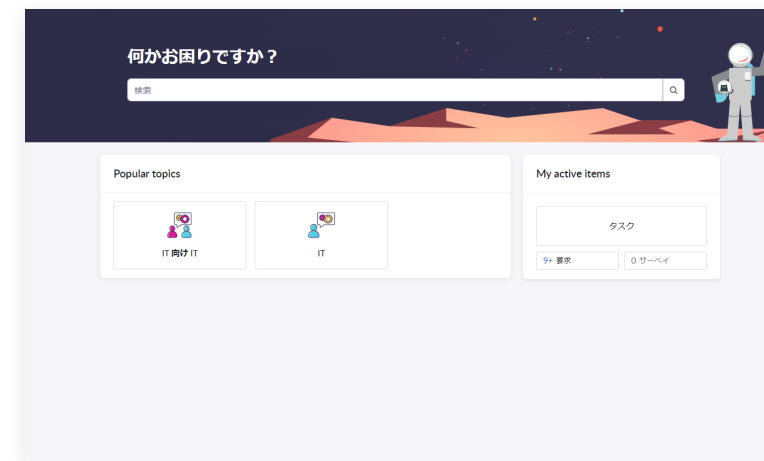 何かお困りですか？
検索
Popular topics
IT 向け IT
IT
My active items
タスク
9+ 要求
0 サーベイ